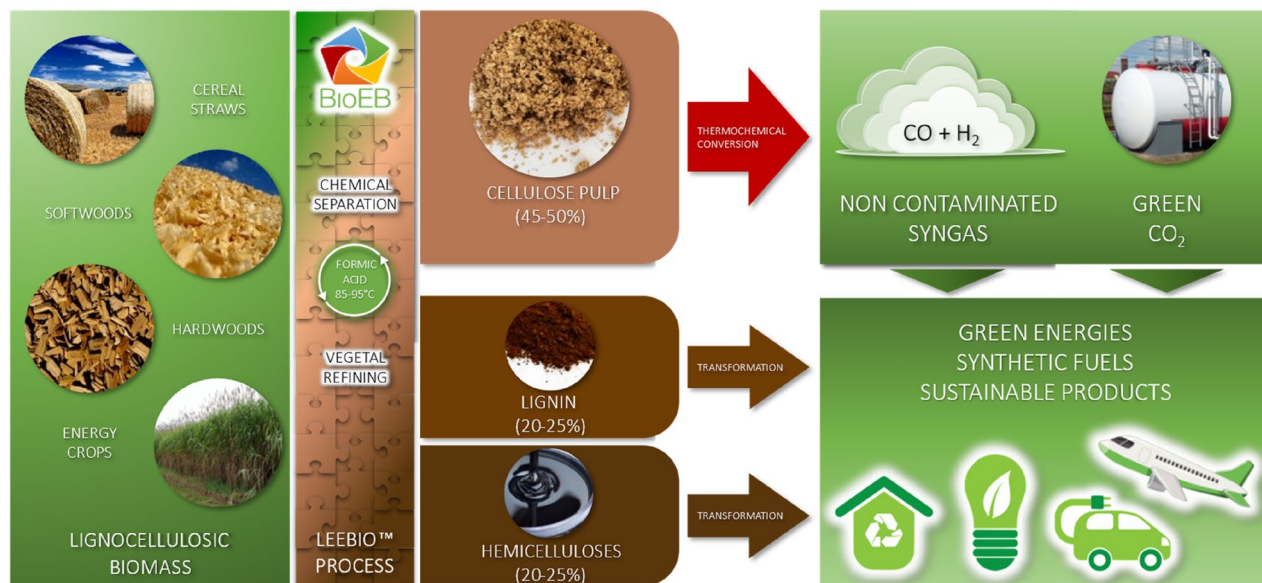 CEREAL
STRAWS
SOFTWOODS
HARDWOODS
ENERGY
CROPS
LIGNOCELLULOSIC
BIOMASS
BioEB
CHEMICAL
SEPARATION
FORMIC
ACID
85-95°C
VEGETAL
REFINING
LEEBIO™
PROCESS
CELLULOSE PULP
(45-50%)
LIGNIN
(20-25%)
HEMICELLULOSES
(20-25%)
THERMOCHEMICAL
CONVERSION
TRANSFORMATION
TRANSFORMATION
CO + H₂
NON CONTAMINATED
SYNGAS
GREEN
CO₂
GREEN ENERGIES
SYNTHETIC FUELS
SUSTAINABLE PRODUCTS